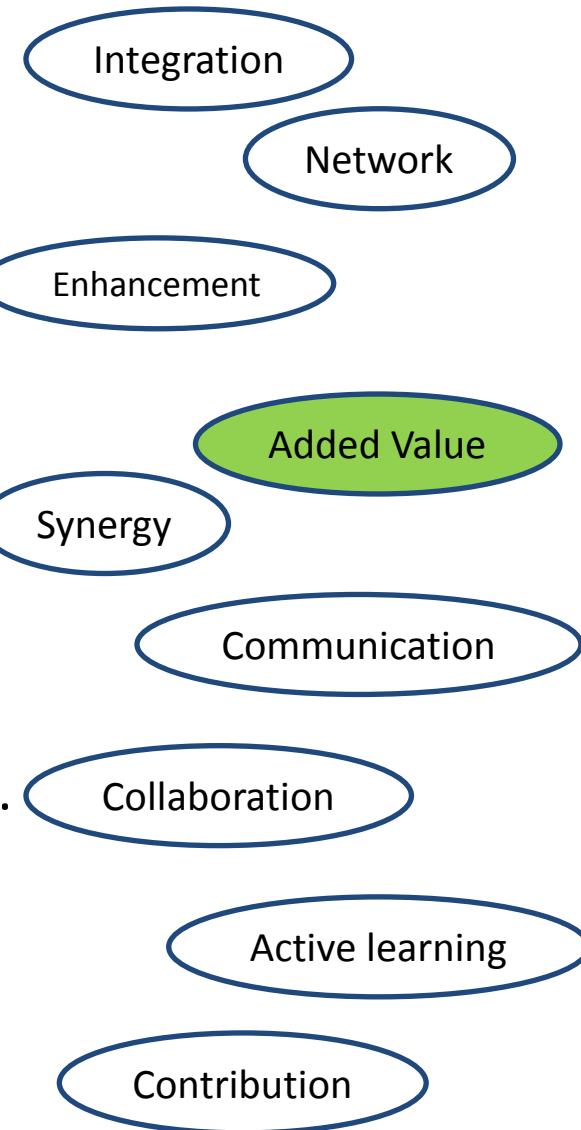 Integration
Network
Enhancement
Added Value
Synergy
Communication
. Collaboration
Active learning
Contribution